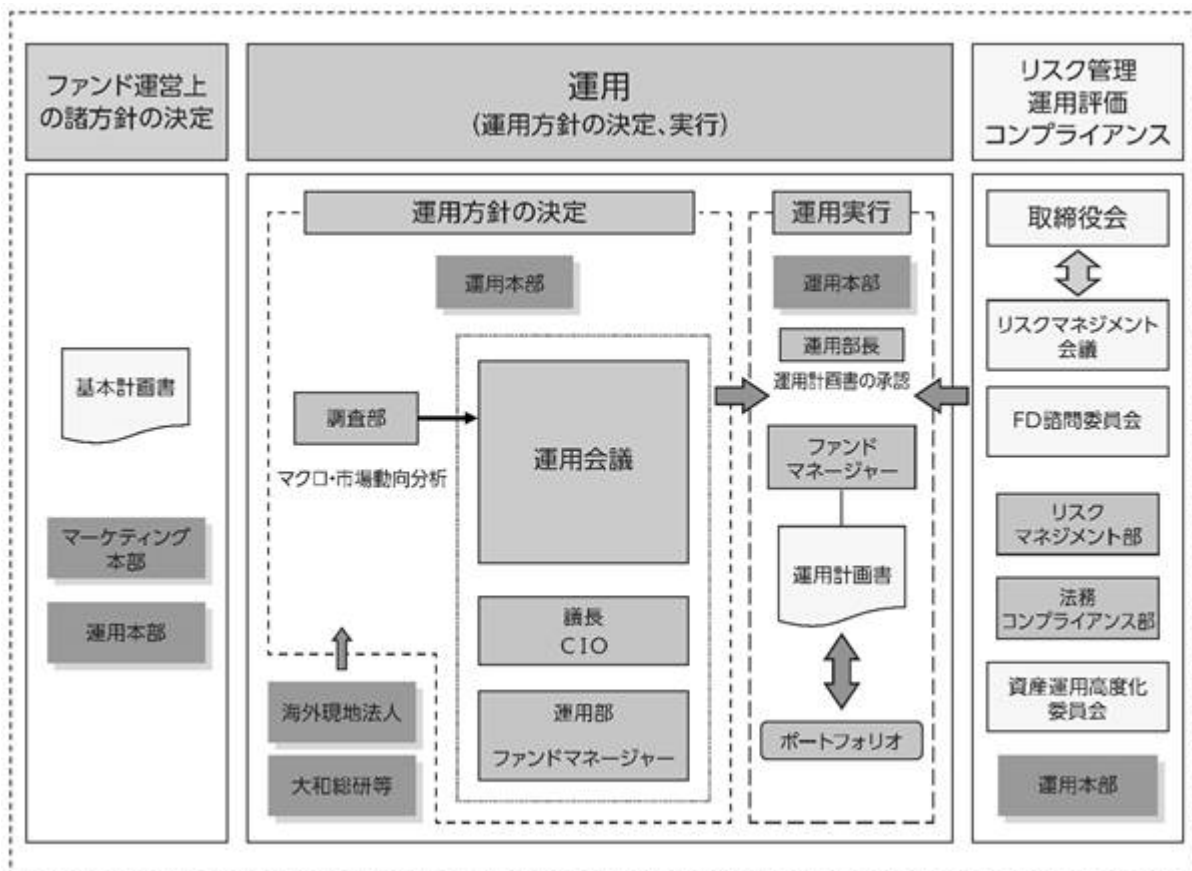 ファンド運営上
の諸方針の決定
運用
(運用方針の決定、実行)
リスク管理
運用評価
コンプライアンス
基本計画書
マーケティング
本部
運用本部
運用方針の決定
運用本部
調査部
マクロ・市場動向分析
運用会議
議長
CIO
運用部
ファンドマネージャー
海外現地法人
大和総研等
運用実行
運用本部
運用部長
運用計画書の承認
ファンド
マネージャー
運用計画書
ポートフォリオ
取締役会
リスクマネジメント
会議
FD諮問委員会
リスク
マネジメント部
法務
コンプライアンス部
資産運用高度化
委員会
運用本部